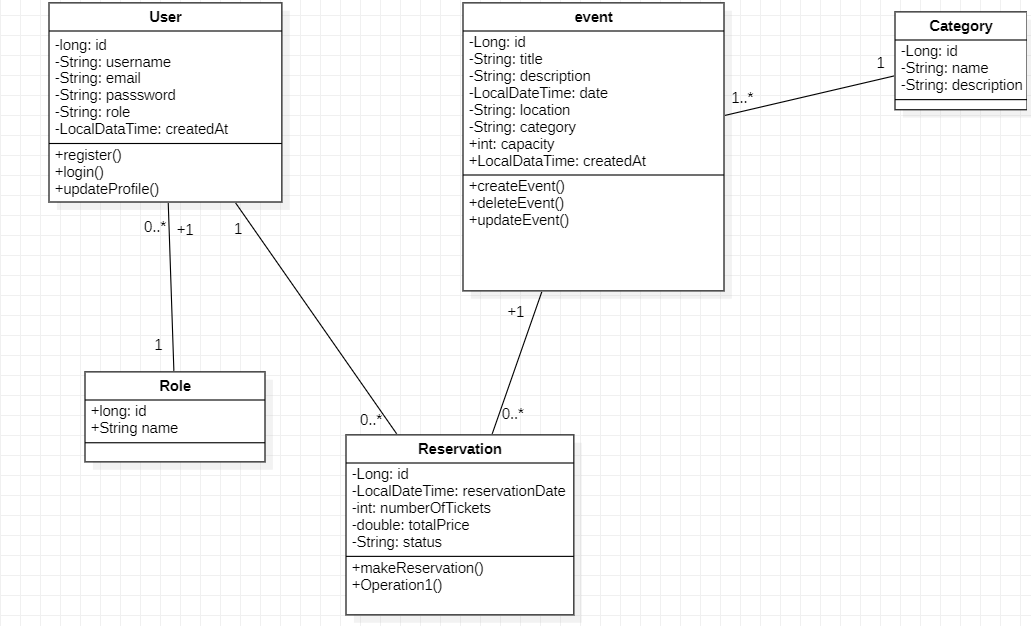 User
-long: id
-String: username
-String: email
-String: passsword
-String: role
-LocalDataTime: createdAt
+register()
+login()
+updateProfile()
event
-Long: id
-String: title
-String: description
-LocalDateTime: date
-String: location
-String: category
+int: capacity
+LocalDataTime: createdAt
+createEvent()
+deleteEvent()
+updateEvent()
Category
-Long: id
-String: name
-String: description
1
1..*
0..*
+1
1
1
+1
0..*
0..*
Role
+long: id
+String name
Reservation
-Long: id
-LocalDateTime: reservationDate
-int: numberOfTickets
-double: totalPrice
-String: status
+makeReservation()
+Operation1()